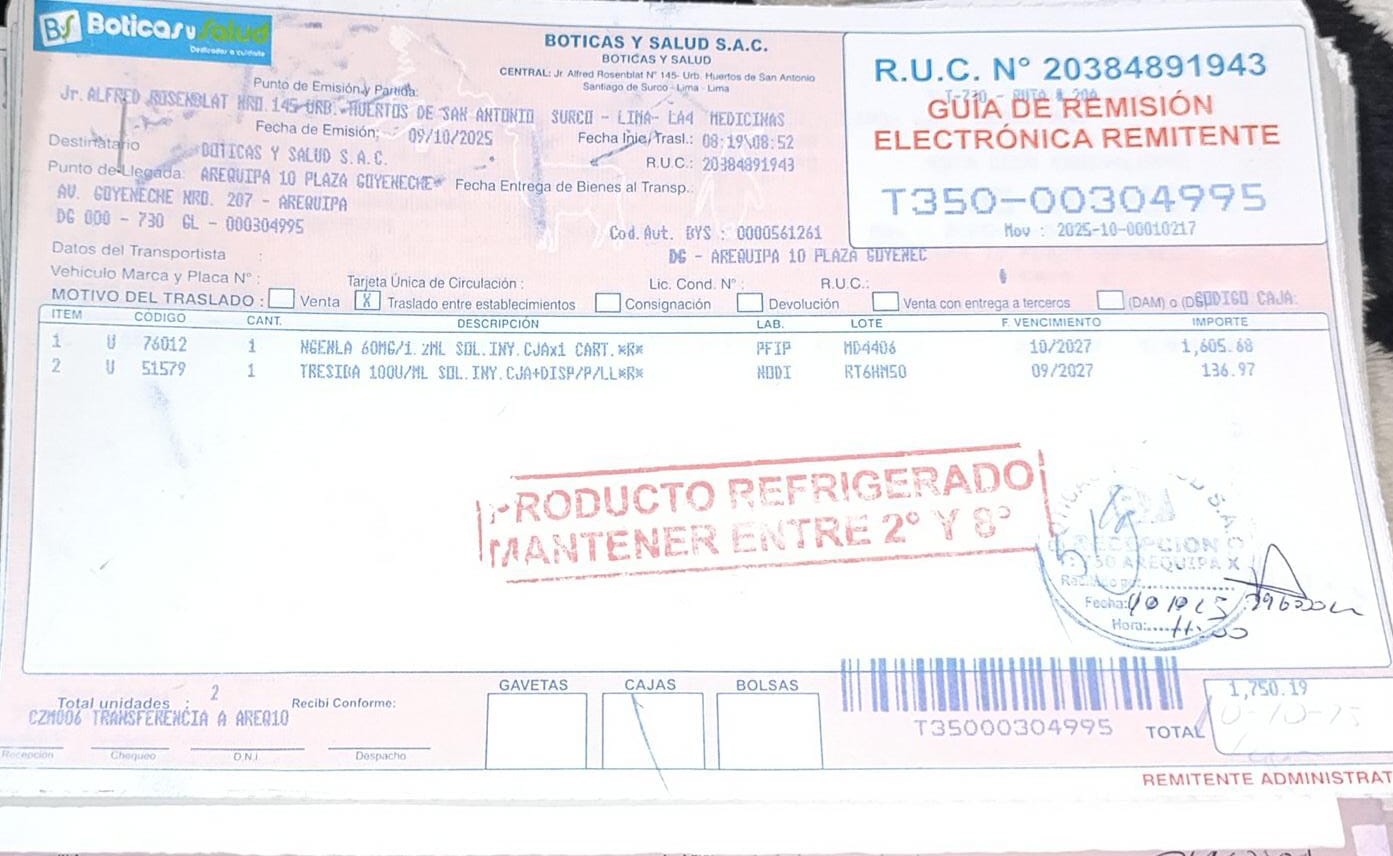 BS Boticas y Salud
Dedicados a cuidarte
BOTICAS Y SALUD S.A.C.
BOTICAS Y SALUD
CENTRAL: Jr. Alfred Rosenblat N° 145- Urb. Huertos de San Antonio
Santiago de Surco - Lima - Lima
R.U.C. N° 20384891943
GUÍA DE REMISIÓN
ELECTRÓNICA REMITENTE
T350-00304995
Mov : 2025-10-00010217
Punto de Emisión y Partida:
Jr. ALFRED ROSENBLAT NRO. 145 URB. HUERTOS DE SAN ANTONIO SURCO - LIMA- LA4 MEDICINAS
Fecha de Emisión: 09/10/2025 Fecha Inic/Trasl.: 08:19\08:52
Destinatario BOTICAS Y SALUD S.A.C. R.U.C.: 20384891943
Punto de Llegada: AREQUIPA 10 PLAZA GOYENECHE* Fecha Entrega de Bienes al Transp.:
AV. GOYENECHE NRO. 207 - AREQUIPA
DG 000 - 730 GL - 000304995
Cod.Aut. BYS : 0000561261
Datos del Transportista : DG - AREQUIPA 10 PLAZA GOYENEC
Vehículo Marca y Placa N° : Tarjeta Única de Circulación : Lic. Cond. N° : R.U.C.:
MOTIVO DEL TRASLADO : Venta X Traslado entre establecimientos Consignación Devolución Venta con entrega a terceros (DAM) o CODIGO CAJA:
ITEM CÓDIGO CANT. DESCRIPCIÓN LAB. LOTE F. VENCIMIENTO IMPORTE
1 U 76012 1 NGENLA 60MG/1.2ML SOL.INY.CJAx1 CART.*R* PFIP MD4406 10/2027 1,605.68
2 U 51579 1 TRESIBA 100U/ML SOL.INY.CJA+DISP/P/LL*R* NODI RT6HM50 09/2027 136.97
PRODUCTO REFRIGERADO
MANTENER ENTRE 2° Y 8°
RECEPCION
AREQUIPA X
Fecha:
Hora: 11:50
Total unidades : 2 Recibí Conforme:
CZM006 TRANSFERENCIA A AREQ10
Recepción Chequeo D.N.I. Despacho
GAVETAS CAJAS BOLSAS
T35000304995
TOTAL 1,750.19
REMITENTE ADMINISTRAT